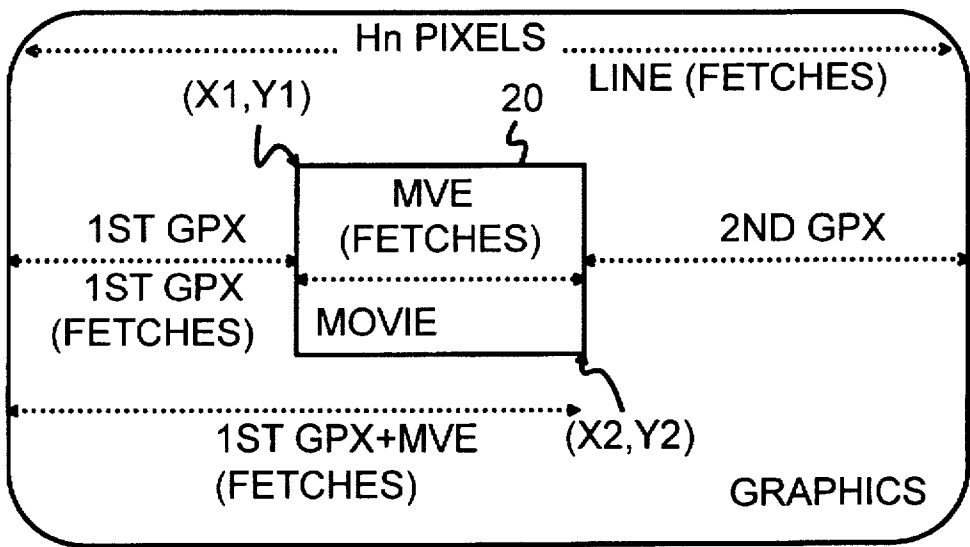 Hn PIXELS
LINE (FETCHES)
(X1,Y1)
20
MVE
(FETCHES)
1ST GPX
2ND GPX
1ST GPX
(FETCHES)
MOVIE
1ST GPX+MVE
(FETCHES)
(X2,Y2)
GRAPHICS